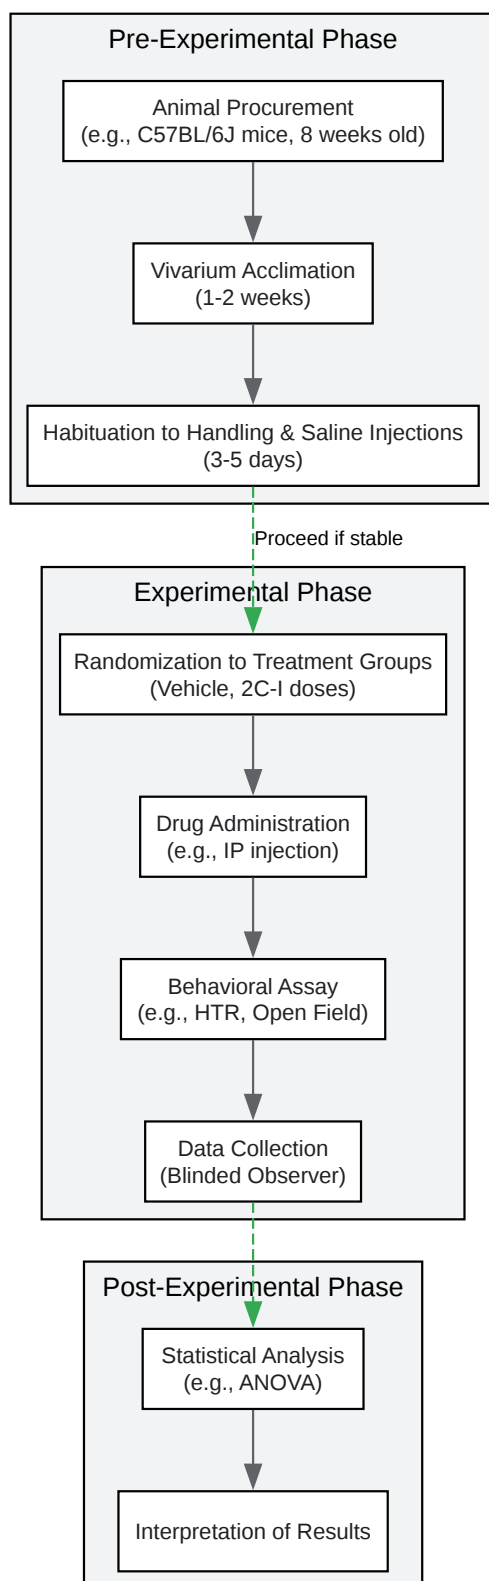 Pre-Experimental Phase
Animal Procurement
(e.g., C57BL/6J mice, 8 weeks old)
Vivarium Acclimation
(1-2 weeks)
Habituation to Handling & Saline Injections
(3-5 days)
Proceed if stable
Experimental Phase
Randomization to Treatment Groups
(Vehicle, 2C-I doses)
Drug Administration
(e.g., IP injection)
Behavioral Assay
(e.g., HTR, Open Field)
Data Collection
(Blinded Observer)
Post-Experimental Phase
Statistical Analysis
(e.g., ANOVA)
Interpretation of Results